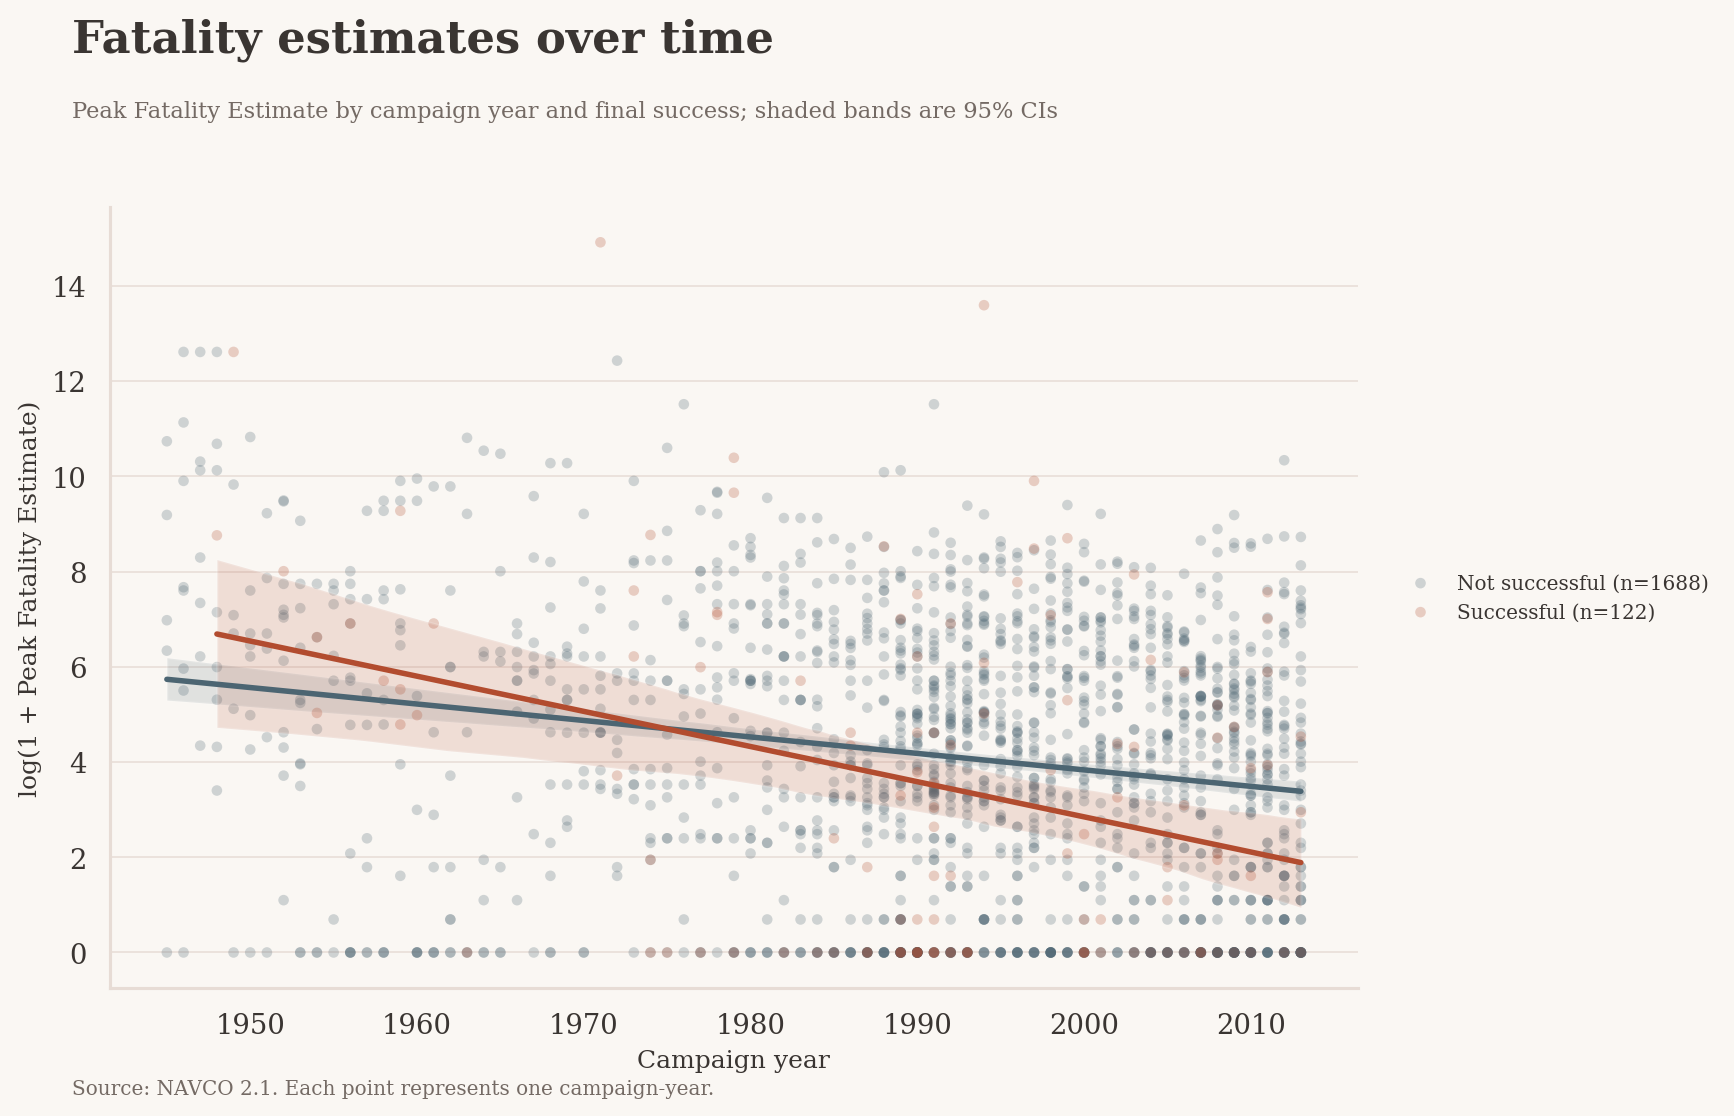 Fatality estimates over time
Peak Fatality Estimate by campaign year and final success; shaded bands are 95% CIs
log(1 + Peak Fatality Estimate)
14
12
10
8
6
4
2
0
1950 1960 1970 1980 1990 2000 2010
Campaign year
Not successful (n=1688)
Successful (n=122)
Source: NAVCO 2.1. Each point represents one campaign-year.